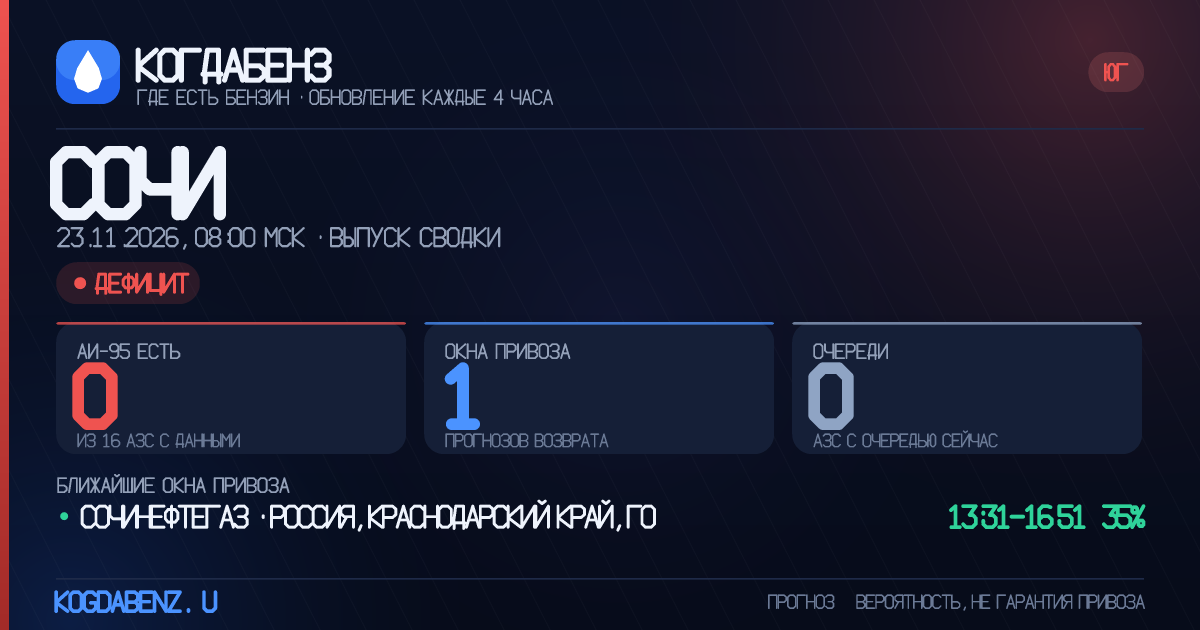 КОГДАБЕНЗ
ГДЕ ЕСТЬ БЕНЗИН · ОБНОВЛЕНИЕ КАЖДЫЕ 4 ЧАСА
ЮГ
СОЧИ
23.11.2026, 08:00 МСК · ВЫПУСК СВОДКИ
• ДЕФИЦИТ
АИ-95 ЕСТЬ
0
ИЗ 16 АЗС С ДАННЫМИ
ОКНА ПРИВОЗА
1
ПРОГНОЗОВ ВОЗВРАТА
ОЧЕРЕДИ
0
АЗС С ОЧЕРЕДЬЮ СЕЙЧАС
БЛИЖАЙШИЕ ОКНА ПРИВОЗА
• СОЧИНЕФТЕГАЗ · РОССИЯ, КРАСНОДАРСКИЙ КРАЙ, ГО
13:31–16:51 35%
KOGDABENZ. U
ПРОГНОЗ ВЕРОЯТНОСТЬ, НЕ ГАРАНТИЯ ПРИВОЗА